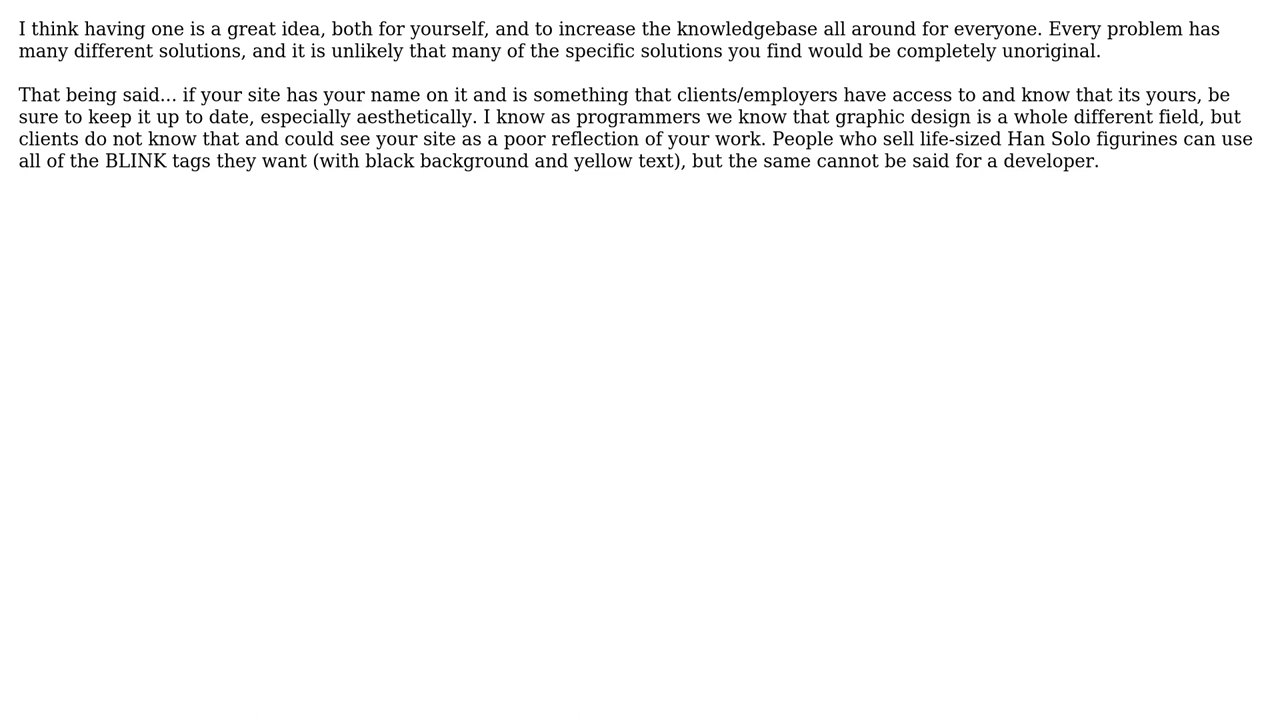 I think having one is a great idea, both for yourself, and to increase the knowledgebase all around for everyone. Every problem has
many different solutions, and it is unlikely that many of the specific solutions you find would be completely unoriginal.
That being said... if your site has your name on it and is something that clients/employers have access to and know that its yours, be
sure to keep it up to date, especially aesthetically. I know as programmers we know that graphic design is a whole different field, but
clients do not know that and could see your site as a poor reflection of your work. People who sell life-sized Han Solo figurines can use
all of the BLINK tags they want (with black background and yellow text), but the same cannot be said for a developer.